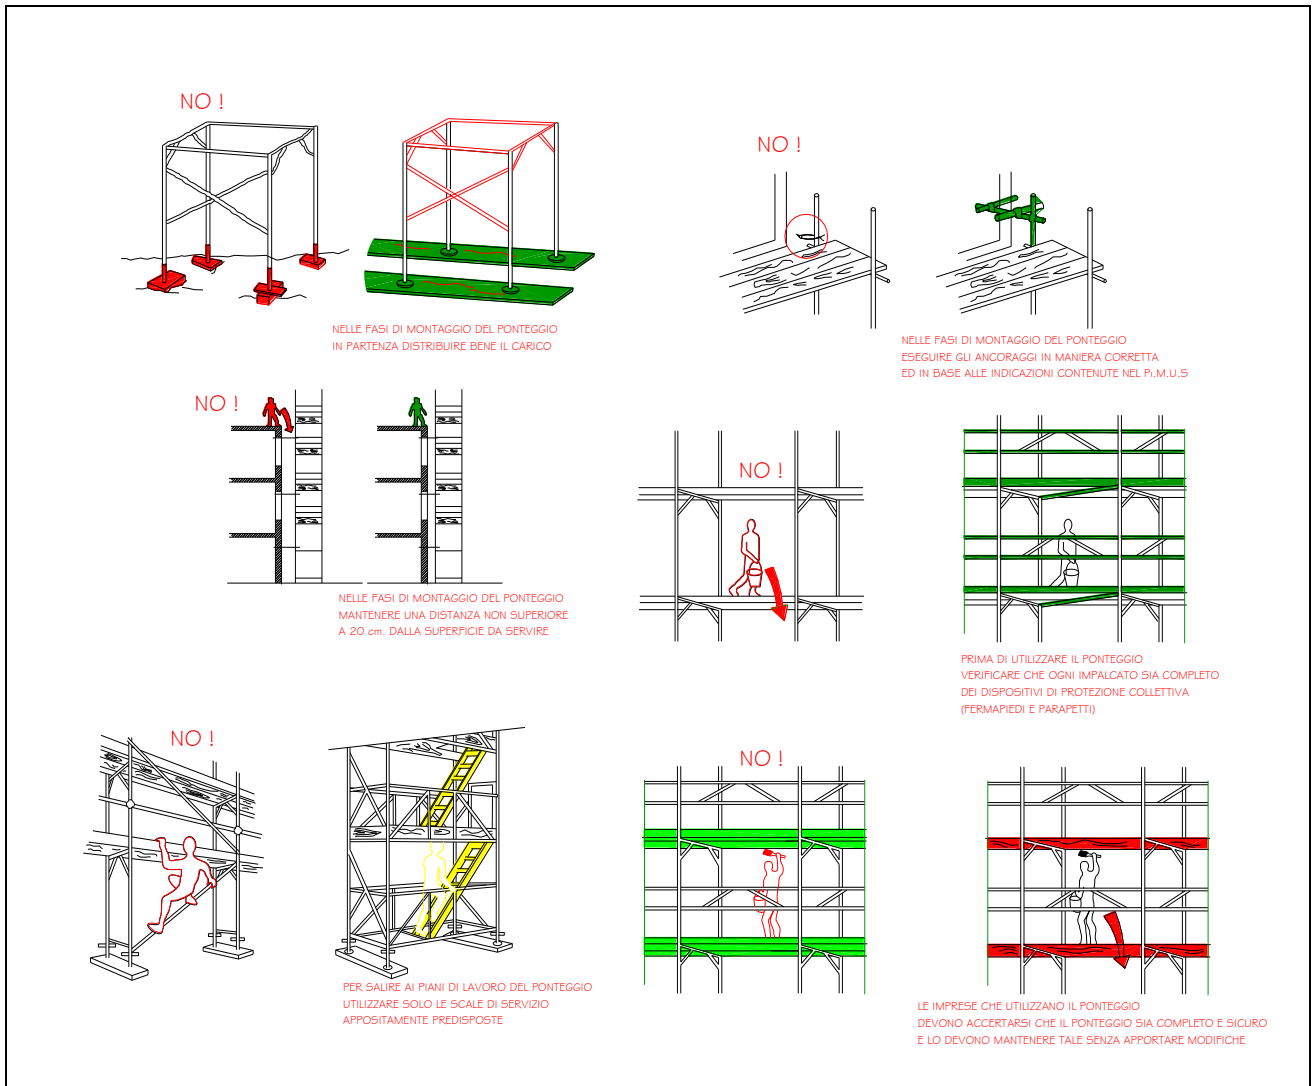 NO !
NELLE FASI DI MONTAGGIO DEL PONTEGGIO
IN PARTENZA DISTRIBUIRE BENE IL CARICO
NO !
NELLE FASI DI MONTAGGIO DEL PONTEGGIO
ESEGUIRE GLI ANCORAGGI IN MANIERA CORRETTA
ED IN BASE ALLE INDICAZIONI CONTENUTE NEL Pi.M.U.S
NO !
NELLE FASI DI MONTAGGIO DEL PONTEGGIO
MANTENERE UNA DISTANZA NON SUPERIORE
A 20 cm. DALLA SUPERFICIE DA SERVIRE
NO !
PRIMA DI UTILIZZARE IL PONTEGGIO
VERIFICARE CHE OGNI IMPALCATO SIA COMPLETO
DEI DISPOSITIVI DI PROTEZIONE COLLETTIVA
(FERMAPIEDI E PARAPETTI)
NO !
PER SALIRE AI PIANI DI LAVORO DEL PONTEGGIO
UTILIZZARE SOLO LE SCALE DI SERVIZIO
APPOSITAMENTE PREDISPOSTE
NO !
LE IMPRESE CHE UTILIZZANO IL PONTEGGIO
DEVONO ACCERTARSI CHE IL PONTEGGIO SIA COMPLETO E SICURO
E LO DEVONO MANTENERE TALE SENZA APPORTARE MODIFICHE